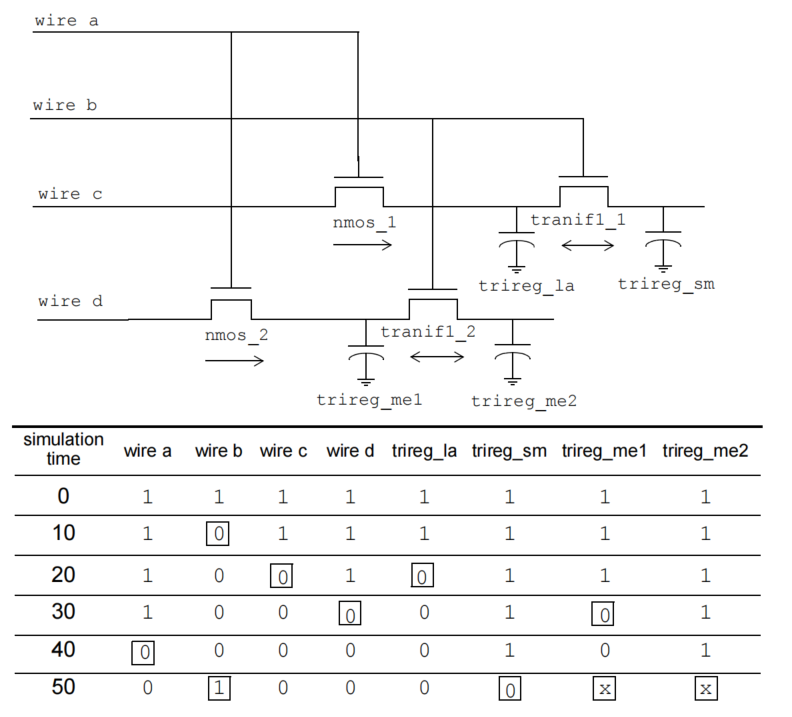 wire a
wire b
wire c
nmos_1
tranif1_1
trireg_la
trireg_sm
wire d
nmos_2
tranif1_2
trireg_me1
trireg_me2
simulation time wire a wire b wire c wire d trireg_la trireg_sm trireg_me1 trireg_me2
0 1 1 1 1 1 1 1 1
10 1 0 1 1 1 1 1 1
20 1 0 0 1 0 1 1 1
30 1 0 0 0 0 1 0 1
40 0 0 0 0 0 1 0 1
50 0 1 0 0 0 0 x x